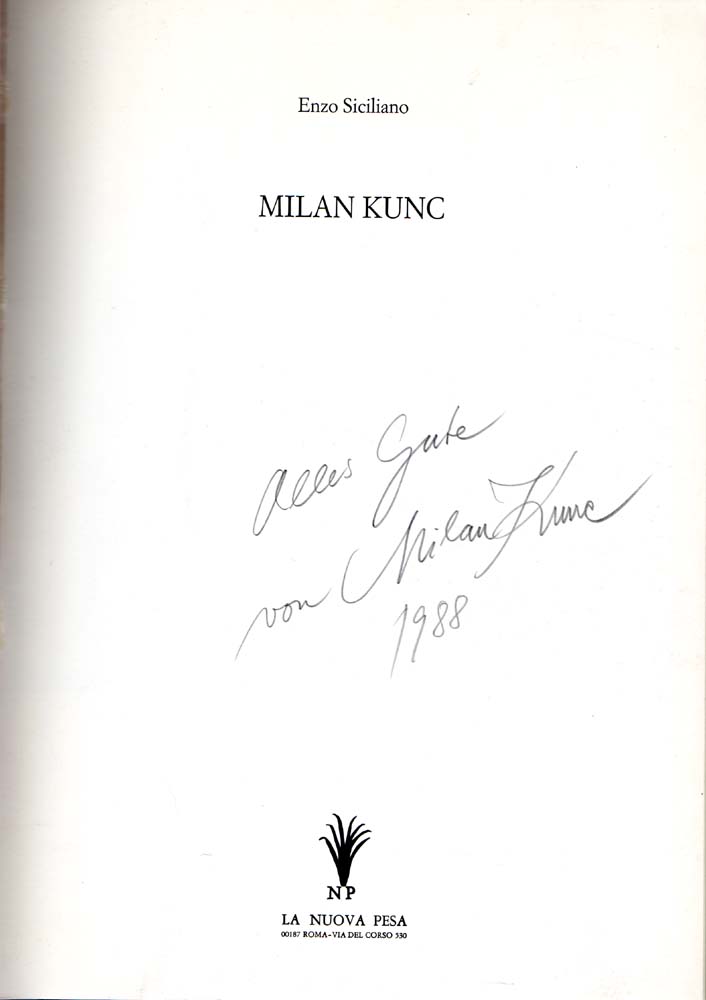 Enzo Siciliano
MILAN KUNC
Alles Gute
von Milan Kunc
1988
NP
LA NUOVA PESA
00187 ROMA-VIA DEL CORSO 530